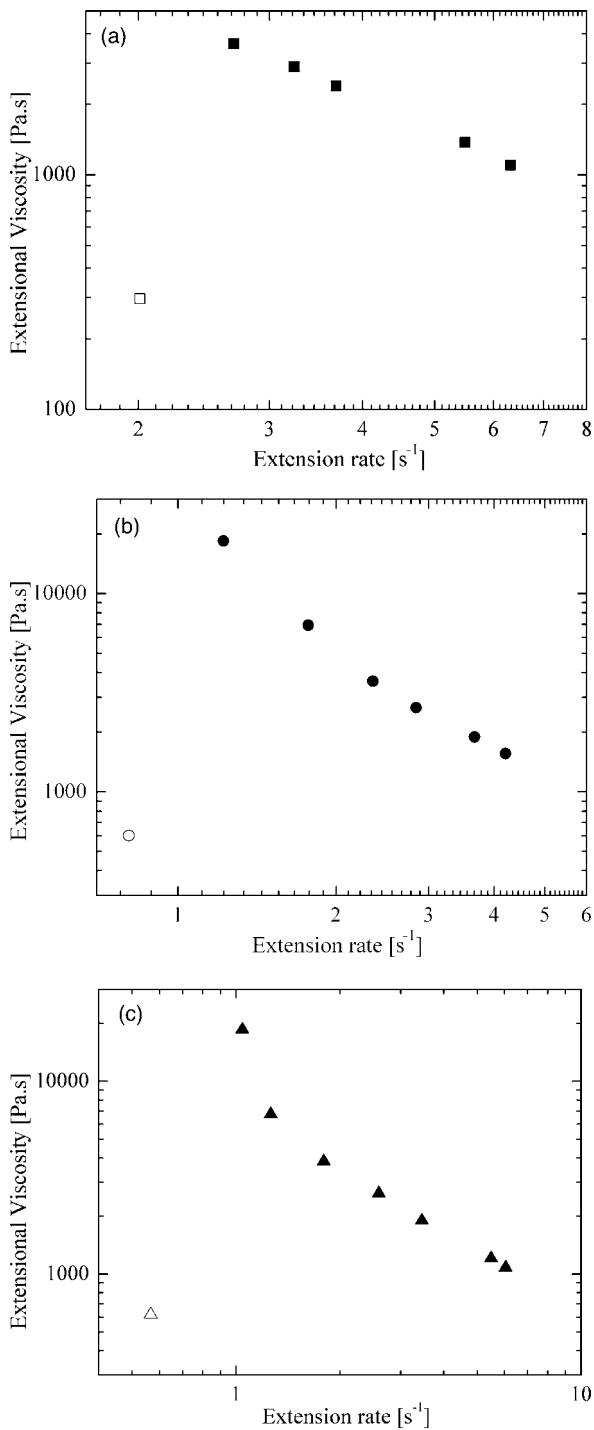 (a)
Extensional Viscosity [Pa.s]
1000
100
2 3 4 5 6 7 8
Extension rate [s⁻¹]
(b)
Extensional Viscosity [Pa.s]
10000
1000
1 2 3 4 5 6
Extension rate [s⁻¹]
(c)
Extensional Viscosity [Pa.s]
10000
1000
1 10
Extension rate [s⁻¹]